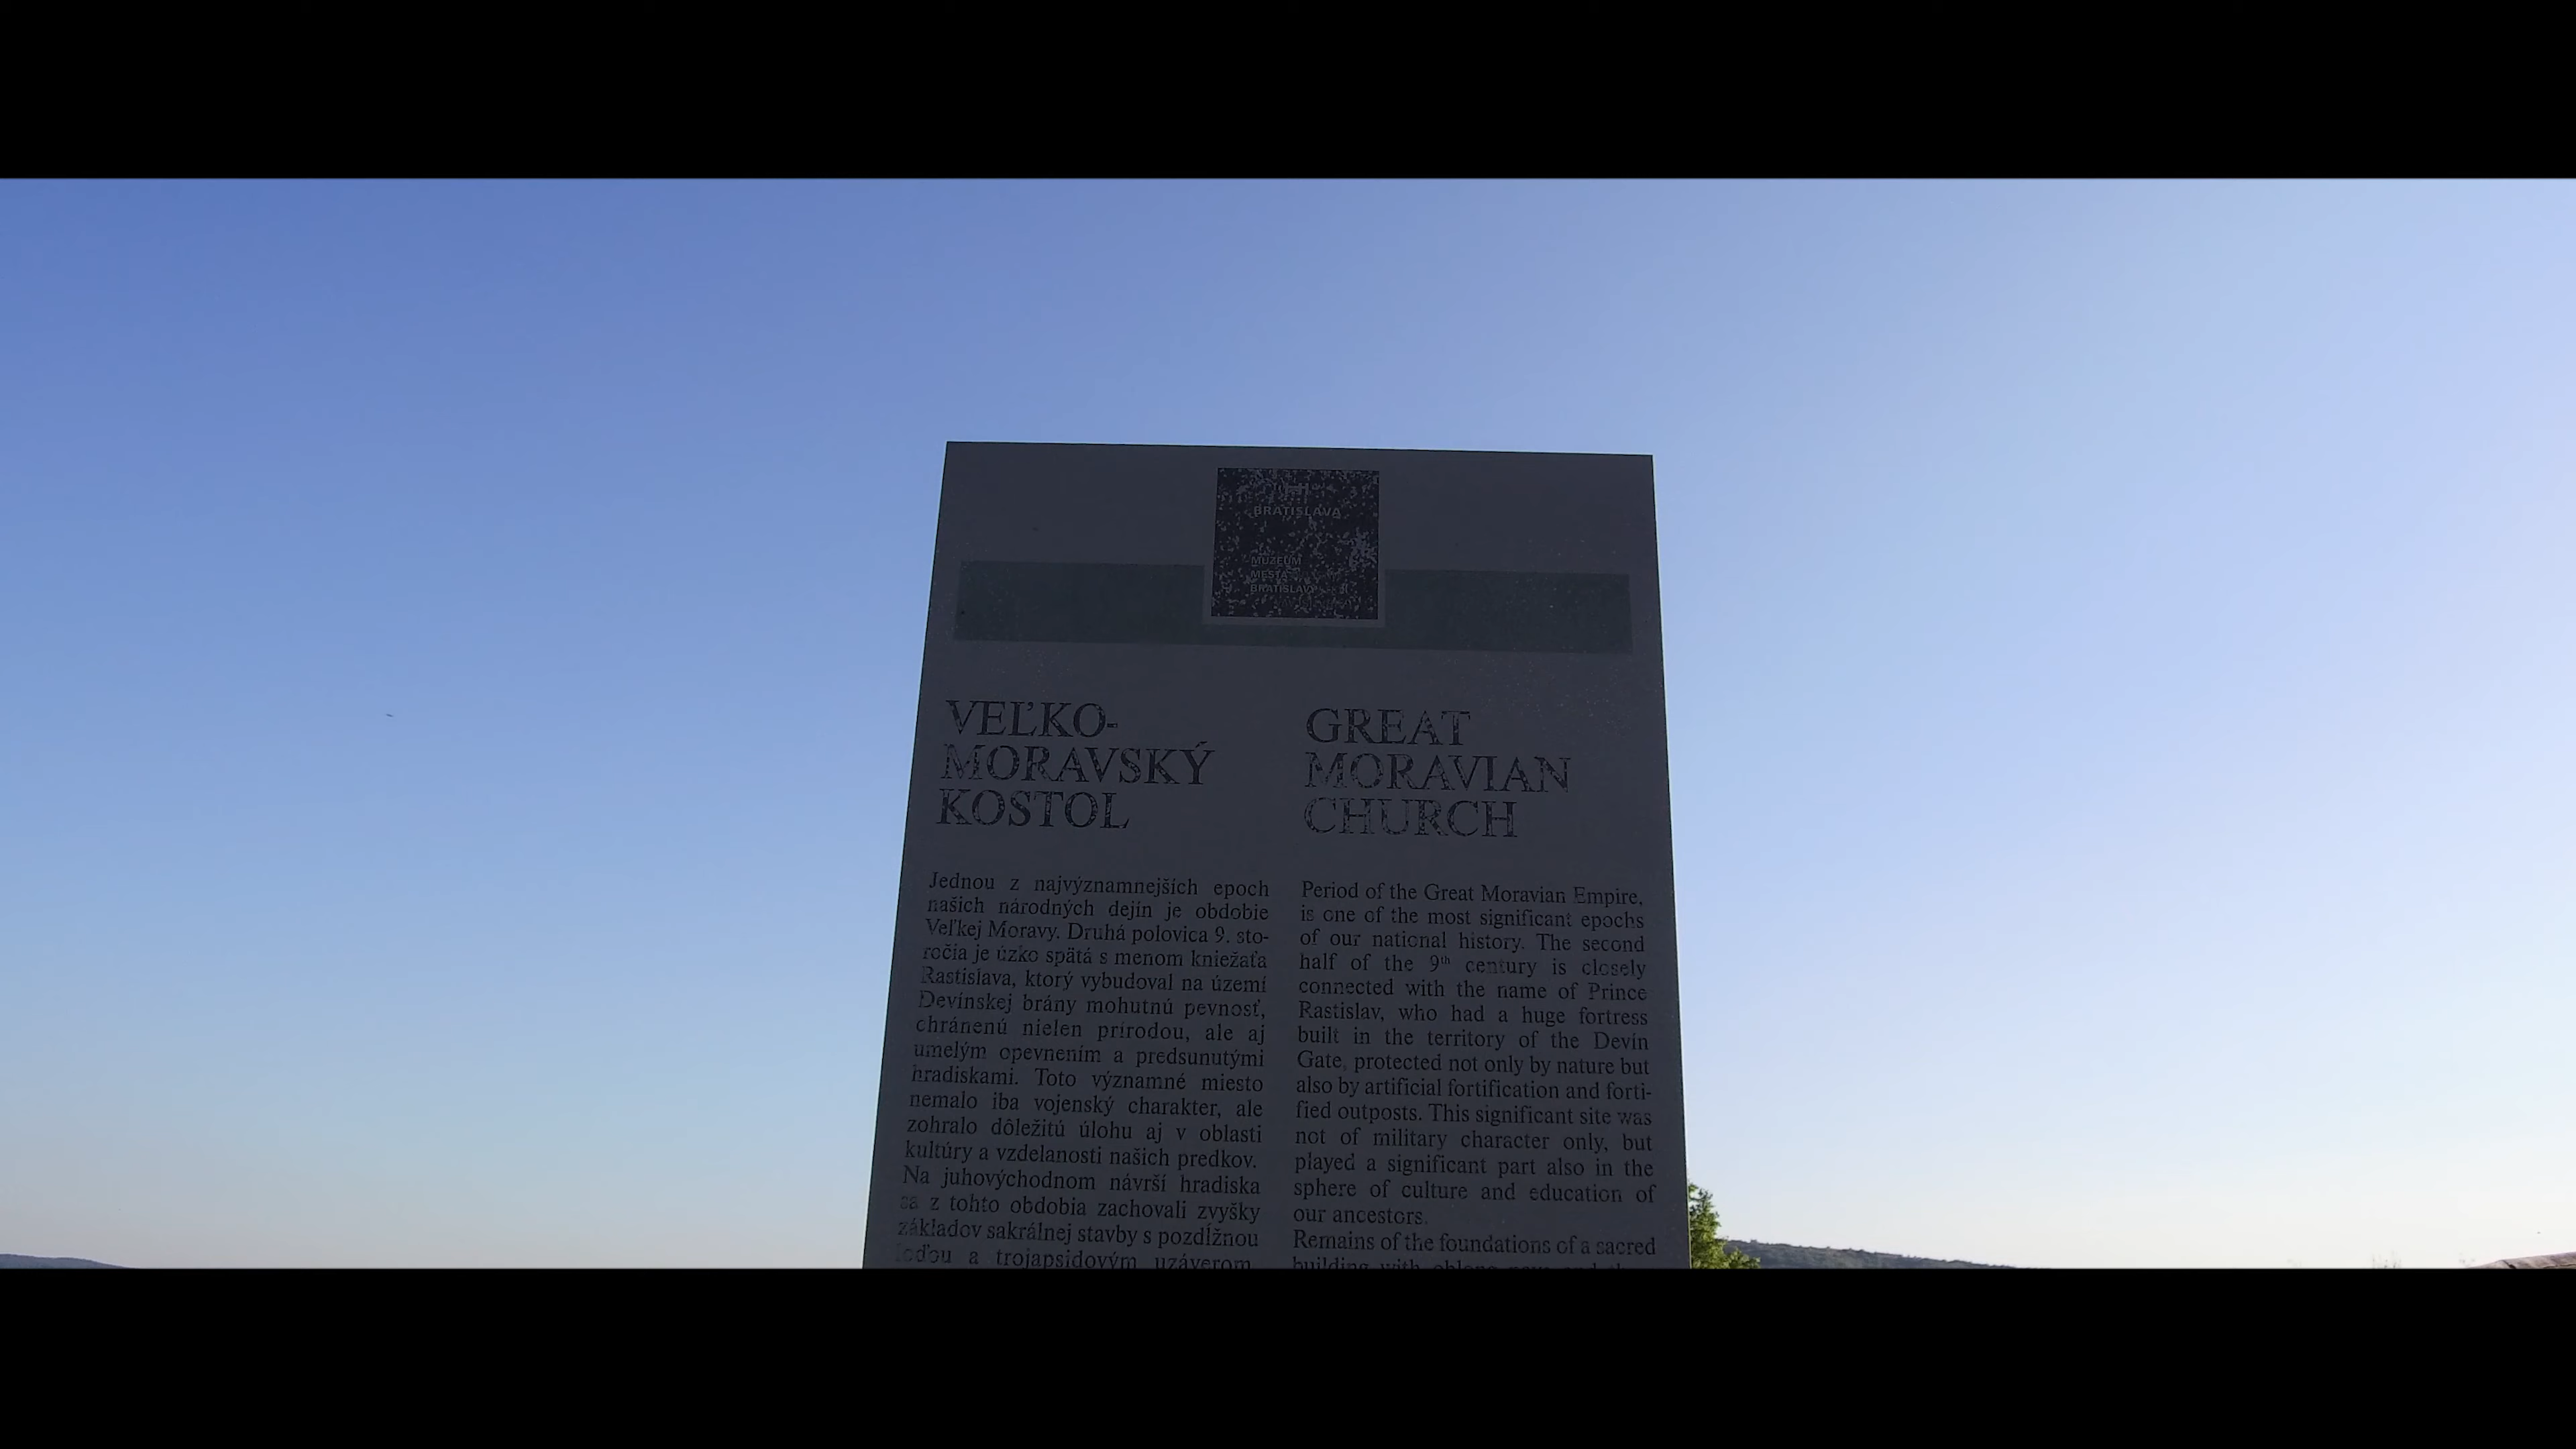 BRATISLAVA
MÚZEUM
MESTA
BRATISLAVY
VEĽKO-
MORAVSKÝ
KOSTOL
Jednou z najvýznamnejších epoch
našich národných dejín je obdobie
Veľkej Moravy. Druhá polovica 9. sto-
ročia je úzko spätá s menom kniežaťa
Rastislava, ktorý vybudoval na území
Devínskej brány mohutnú pevnosť,
chránenú nielen prírodou, ale aj
umelým opevnením a predsunutými
hradiskami. Toto významné miesto
nemalo iba vojenský charakter, ale
zohralo dôležitú úlohu aj v oblasti
kultúry a vzdelanosti našich predkov.
Na juhovýchodnom návrší hradiska
sa z tohto obdobia zachovali zvyšky
základov sakrálnej stavby s pozdĺžnou
loďou a trojapsidovým uzáverom.
GREAT
MORAVIAN
CHURCH
Period of the Great Moravian Empire,
is one of the most significant epochs
of our national history. The second
half of the 9th century is closely
connected with the name of Prince
Rastislav, who had a huge fortress
built in the territory of the Devín
Gate, protected not only by nature but
also by artificial fortification and forti-
fied outposts. This significant site was
not of military character only, but
played a significant part also in the
sphere of culture and education of
our ancestors.
Remains of the foundations of a sacred
building with oblong nave and